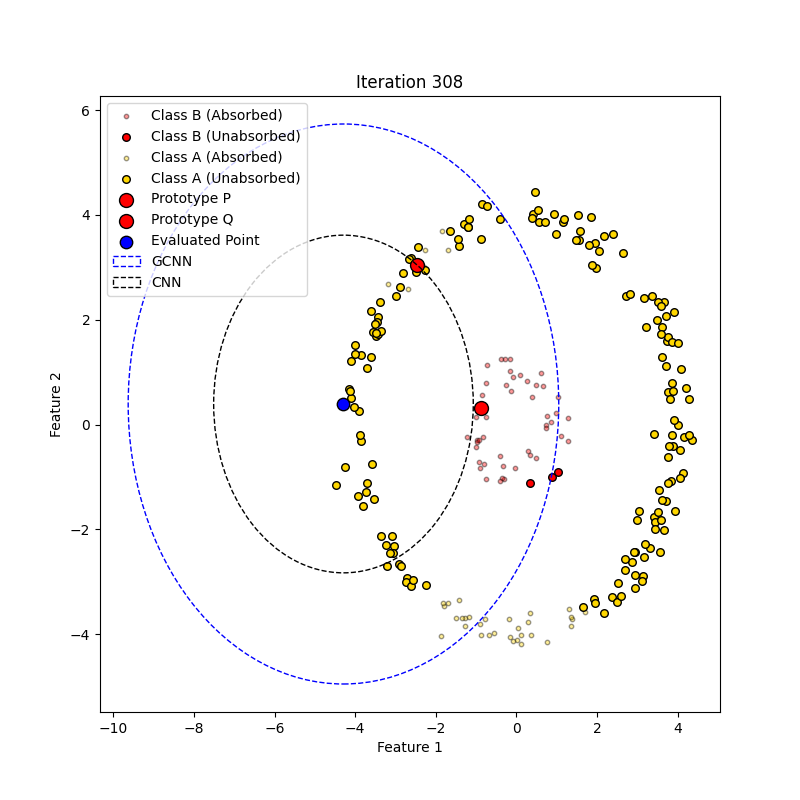 Iteration 308
Class B (Absorbed)
Class B (Unabsorbed)
Class A (Absorbed)
Class A (Unabsorbed)
Prototype P
Prototype Q
Evaluated Point
GCNN
CNN
6
4
2
0
−2
−4
Feature 2
−10 −8 −6 −4 −2 0 2 4
Feature 1